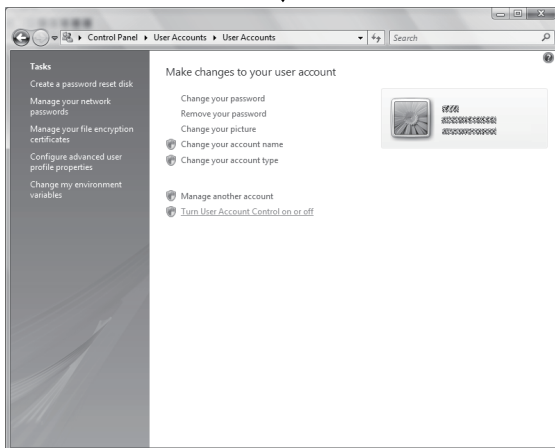 Control Panel ▸ User Accounts ▸ User Accounts
Search
Tasks
Create a password reset disk
Manage your network
passwords
Manage your file encryption
certificates
Configure advanced user
profile properties
Change my environment
variables
Make changes to your user account
Change your password
Remove your password
Change your picture
Change your account name
Change your account type
Manage another account
Turn User Account Control on or off